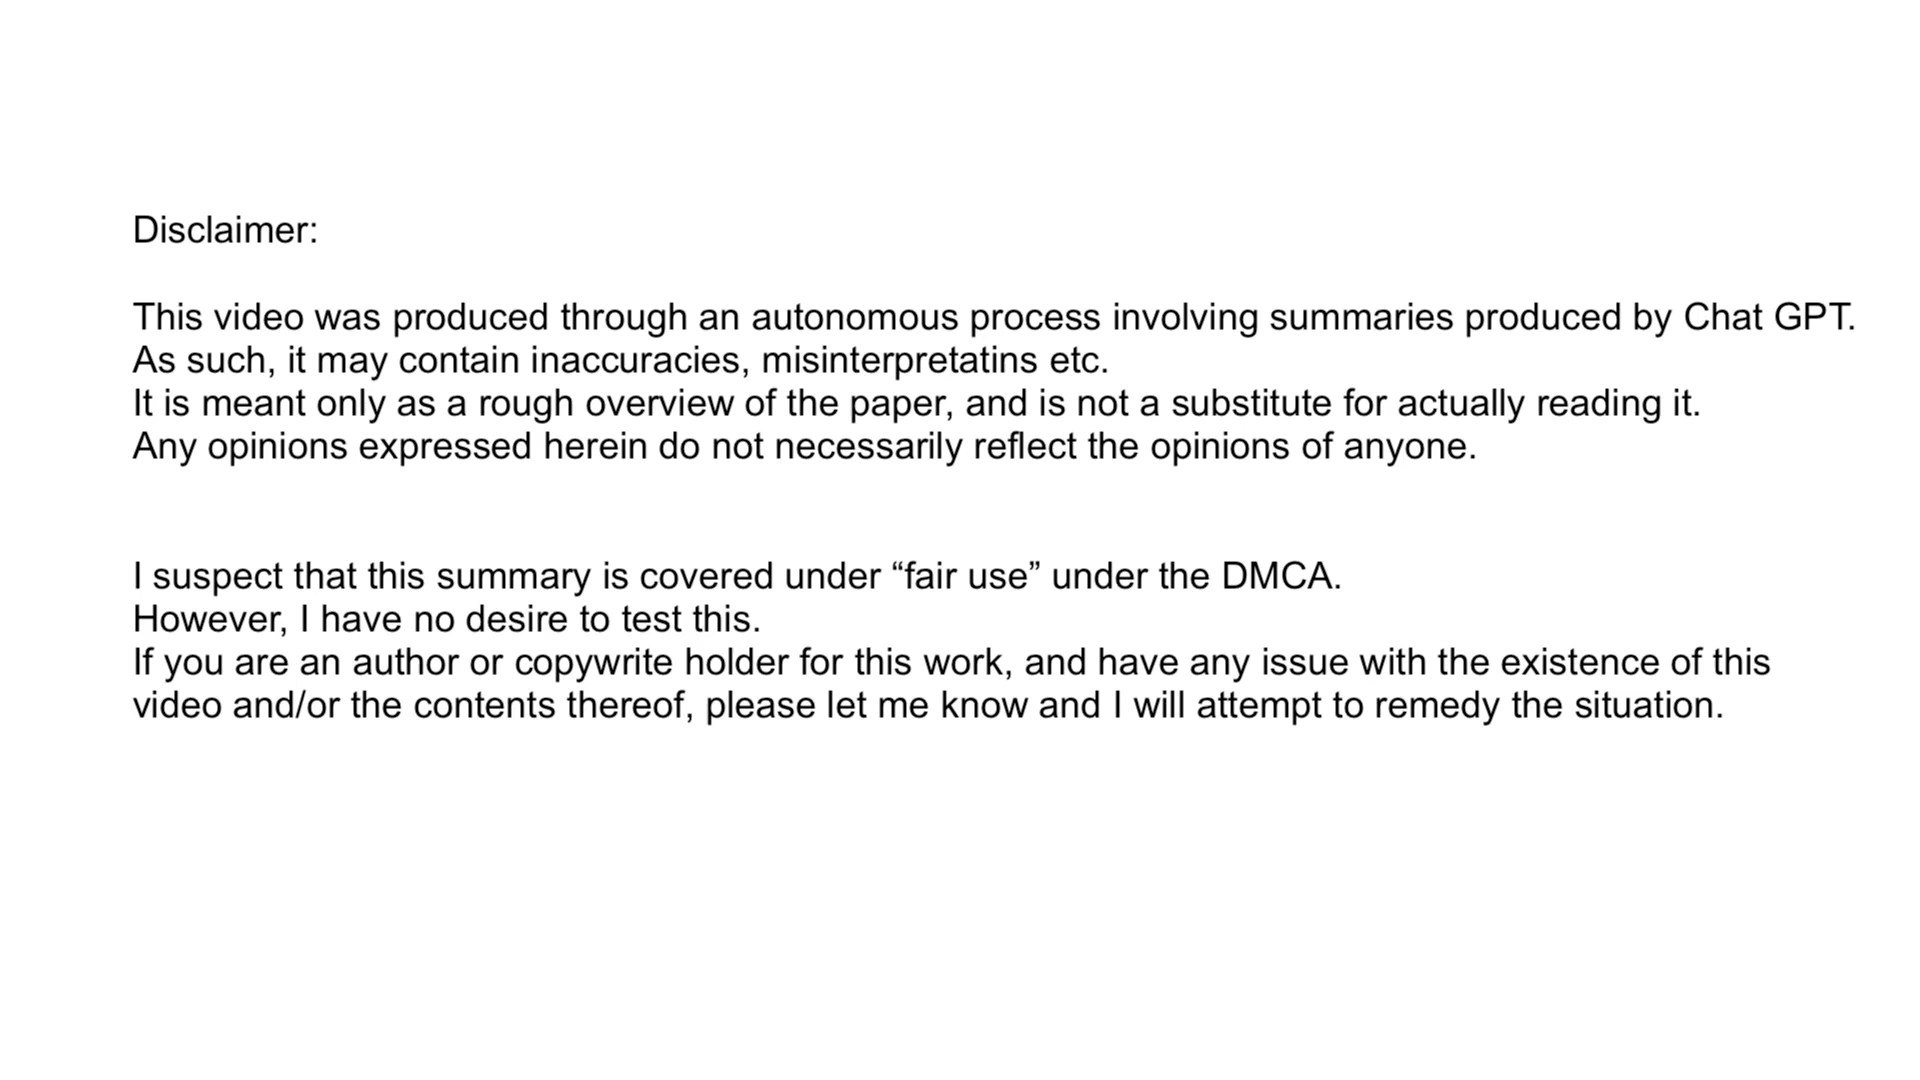 Disclaimer:
This video was produced through an autonomous process involving summaries produced by Chat GPT.
As such, it may contain inaccuracies, misinterpretatins etc.
It is meant only as a rough overview of the paper, and is not a substitute for actually reading it.
Any opinions expressed herein do not necessarily reflect the opinions of anyone.
I suspect that this summary is covered under “fair use” under the DMCA.
However, I have no desire to test this.
If you are an author or copywrite holder for this work, and have any issue with the existence of this
video and/or the contents thereof, please let me know and I will attempt to remedy the situation.